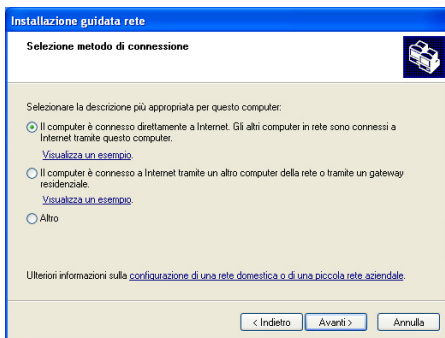 Installazione guidata rete
Selezione metodo di connessione
Selezionare la descrizione più appropriata per questo computer:
Il computer è connesso direttamente a Internet. Gli altri computer in rete sono connessi a
Internet tramite questo computer.
Visualizza un esempio.
Il computer è connesso a Internet tramite un altro computer della rete o tramite un gateway
residenziale.
Visualizza un esempio.
Altro
Ulteriori informazioni sulla configurazione di una rete domestica o di una piccola rete aziendale.
< Indietro Avanti > Annulla